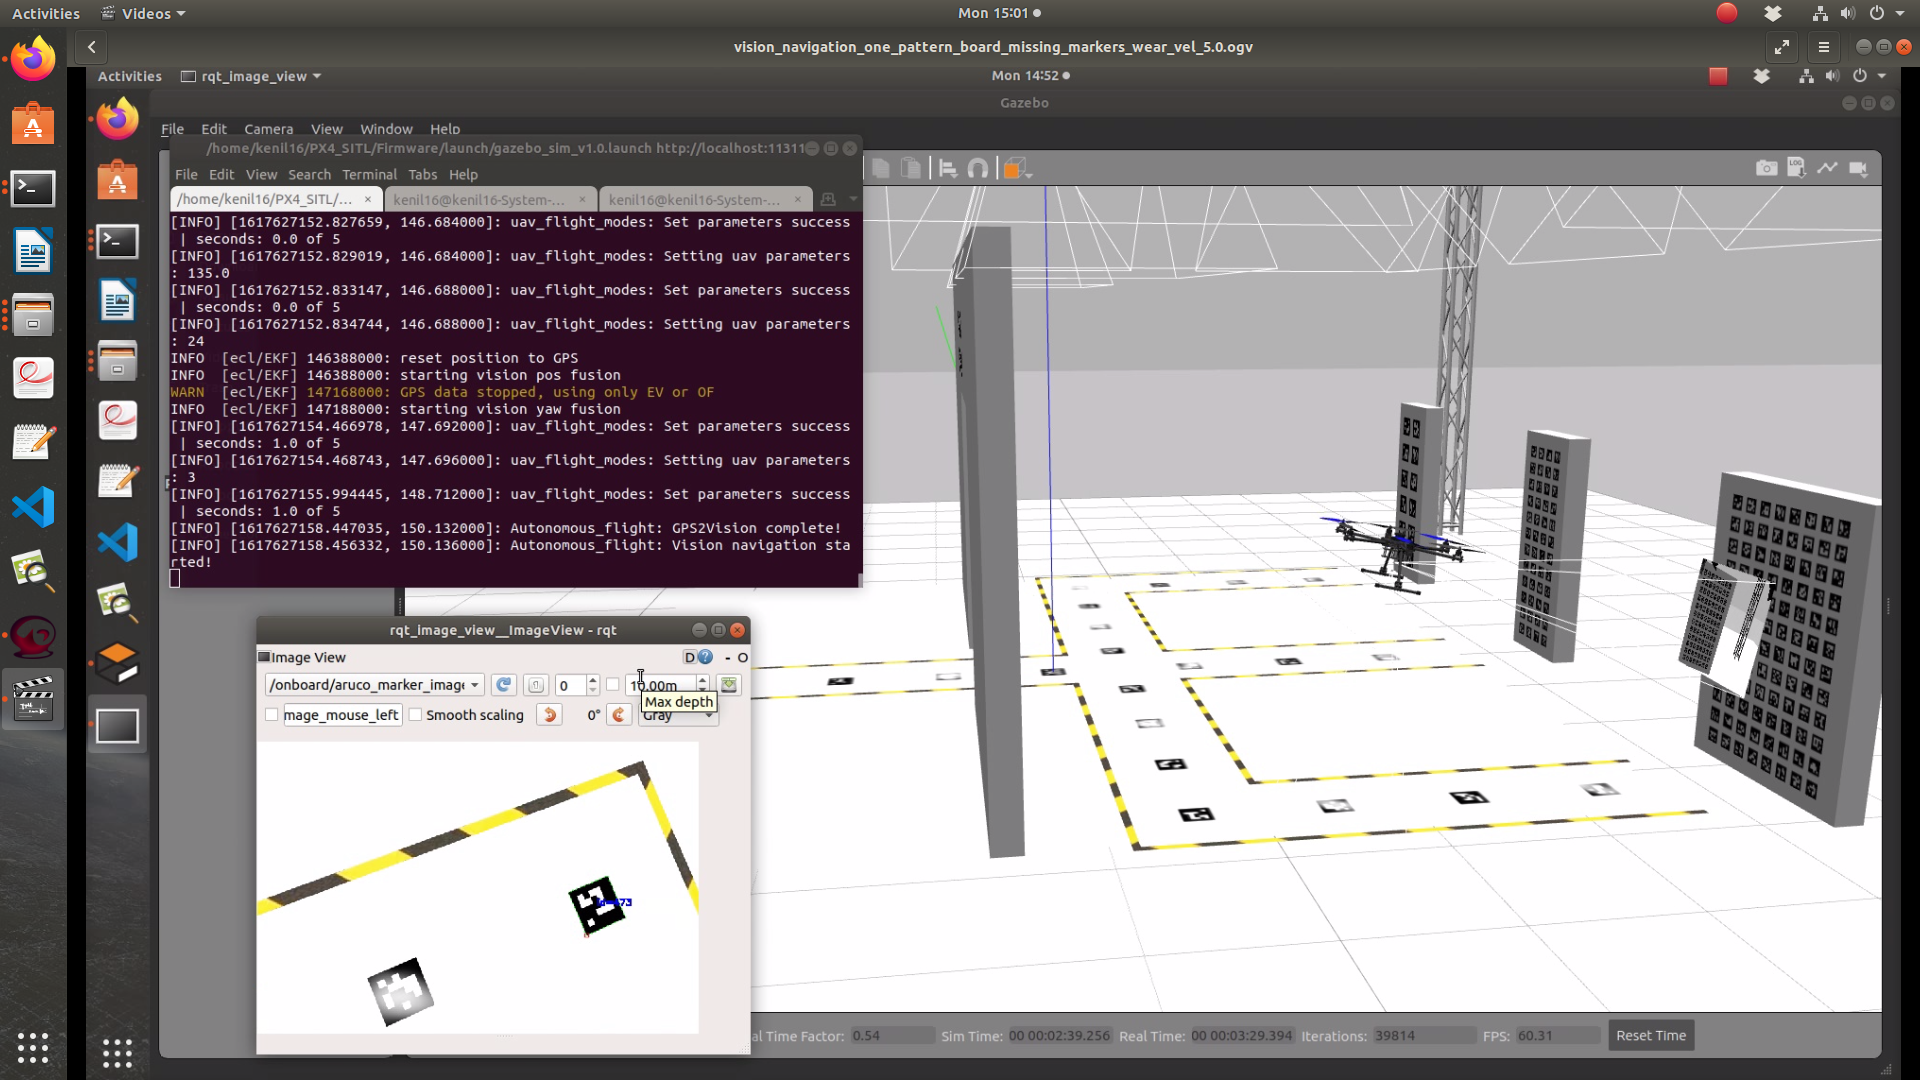 Activities Videos Mon 15:01
vision_navigation_one_pattern_board_missing_markers_wear_vel_5.0.ogv
Activities rqt_image_view Mon 14:52
Gazebo
File Edit Camera View Window Help
/home/kenil16/PX4_SITL/Firmware/launch/gazebo_sim_v1.0.launch http://localhost:11311
File Edit View Search Terminal Tabs Help
/home/kenil16/PX4_SITL/... kenil16@kenil16-System-... kenil16@kenil16-System-...
[INFO] [1617627152.827659, 146.684000]: uav_flight_modes: Set parameters success
| seconds: 0.0 of 5
[INFO] [1617627152.829019, 146.684000]: uav_flight_modes: Setting uav parameters
: 135.0
[INFO] [1617627152.833147, 146.688000]: uav_flight_modes: Set parameters success
| seconds: 0.0 of 5
[INFO] [1617627152.834744, 146.688000]: uav_flight_modes: Setting uav parameters
: 24
INFO [ecl/EKF] 146388000: reset position to GPS
INFO [ecl/EKF] 146388000: starting vision pos fusion
WARN [ecl/EKF] 147168000: GPS data stopped, using only EV or OF
INFO [ecl/EKF] 147188000: starting vision yaw fusion
[INFO] [1617627154.466978, 147.692000]: uav_flight_modes: Set parameters success
| seconds: 1.0 of 5
[INFO] [1617627154.468743, 147.696000]: uav_flight_modes: Setting uav parameters
: 3
[INFO] [1617627155.994445, 148.712000]: uav_flight_modes: Set parameters success
| seconds: 1.0 of 5
[INFO] [1617627158.447035, 150.132000]: Autonomous_flight: GPS2Vision complete!
[INFO] [1617627158.456332, 150.136000]: Autonomous_flight: Vision navigation sta
rted!
rqt_image_view__ImageView - rqt
Image View D ? - O
/onboard/aruco_marker_image 0 10.00m
Max depth
mage_mouse_left Smooth scaling 0° Gray
al Time Factor: 0.54 Sim Time: 00 00:02:39.256 Real Time: 00 00:03:29.394 Iterations: 39814 FPS: 60.31 Reset Time